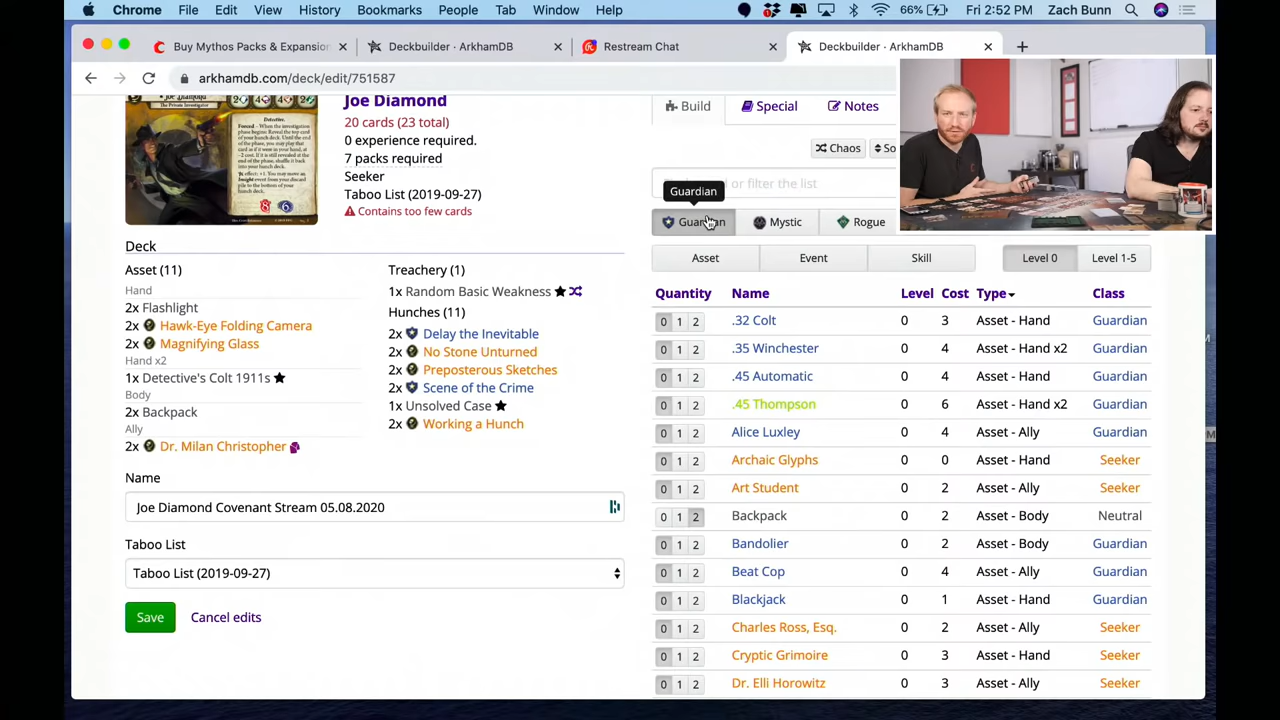 Chrome File Edit View History Bookmarks People Tab Window Help 66% Fri 2:52 PM Zach Bunn
Buy Mythos Packs & Expansion Deckbuilder · ArkhamDB Restream Chat Deckbuilder · ArkhamDB
arkhamdb.com/deck/edit/751587
Joe Diamond
The Private Investigator
Detective.
20 cards (23 total)
0 experience required.
7 packs required
Seeker
Taboo List (2019-09-27)
Contains too few cards
8 6
Build Special Notes
Chaos So
d or filter the list
Guardian
Guardian Mystic Rogue
Asset Event Skill Level 0 Level 1-5
Deck
Asset (11)
Hand
2x Flashlight
2x Hawk-Eye Folding Camera
2x Magnifying Glass
Hand x2
1x Detective's Colt 1911s
Body
2x Backpack
Ally
2x Dr. Milan Christopher
Treachery (1)
1x Random Basic Weakness
Hunches (11)
2x Delay the Inevitable
2x No Stone Unturned
2x Preposterous Sketches
2x Scene of the Crime
1x Unsolved Case
2x Working a Hunch
Name
Joe Diamond Covenant Stream 05.08.2020
Taboo List
Taboo List (2019-09-27)
Save Cancel edits
Quantity Name Level Cost Type Class
0 1 2 .32 Colt 0 3 Asset - Hand Guardian
0 1 2 .35 Winchester 0 4 Asset - Hand x2 Guardian
0 1 2 .45 Automatic 0 4 Asset - Hand Guardian
0 1 2 .45 Thompson 0 6 Asset - Hand x2 Guardian
0 1 2 Alice Luxley 0 4 Asset - Ally Guardian
0 1 2 Archaic Glyphs 0 0 Asset - Hand Seeker
0 1 2 Art Student 0 2 Asset - Ally Seeker
0 1 2 Backpack 0 2 Asset - Body Neutral
0 1 2 Bandolier 0 2 Asset - Body Guardian
0 1 2 Beat Cop 0 4 Asset - Ally Guardian
0 1 2 Blackjack 0 1 Asset - Hand Guardian
0 1 2 Charles Ross, Esq. 0 2 Asset - Ally Seeker
0 1 2 Cryptic Grimoire 0 0 Asset - Hand Seeker
0 1 2 Dr. Elli Horowitz 0 4 Asset - Ally Seeker